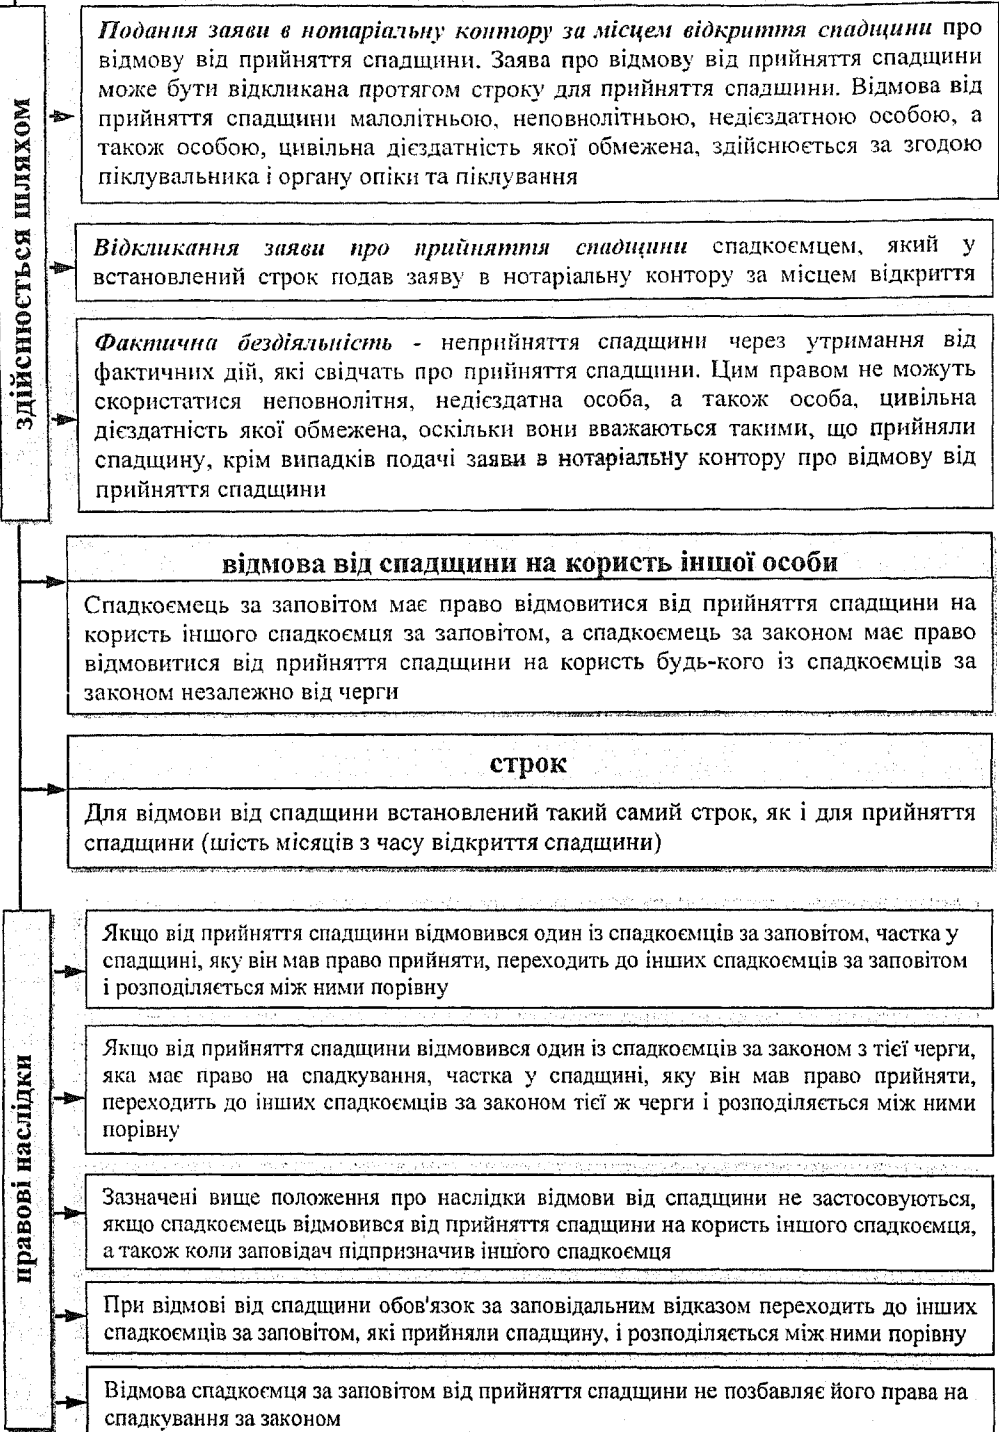 здійснюється шляхом
Подання заяви в нотаріальну контору за місцем відкриття спадщини про
відмову від прийняття спадщини. Заява про відмову від прийняття спадщини
може бути відкликана протягом строку для прийняття спадщини. Відмова від
прийняття спадщини малолітньою, неповнолітньою, недієздатною особою, а
також особою, цивільна дієздатність якої обмежена, здійснюється за згодою
піклувальника і органу опіки та піклування
Відкликання заяви про прийняття спадщини спадкоємцем, який у
встановлений строк подав заяву в нотаріальну контору за місцем відкриття
Фактична бездіяльність - неприйняття спадщини через утримання від
фактичних дій, які свідчать про прийняття спадщини. Цим правом не можуть
скористатися неповнолітня, недієздатна особа, а також особа, цивільна
дієздатність якої обмежена, оскільки вони вважаються такими, що прийняли
спадщину, крім випадків подачі заяви в нотаріальну контору про відмову від
прийняття спадщини
відмова від спадщини на користь іншої особи
Спадкоємець за заповітом має право відмовитися від прийняття спадщини на
користь іншого спадкоємця за заповітом, а спадкоємець за законом має право
відмовитися від прийняття спадщини на користь будь-кого із спадкоємців за
законом незалежно від черги
строк
Для відмови від спадщини встановлений такий самий строк, як і для прийняття
спадщини (шість місяців з часу відкриття спадщини)
правові наслідки
Якщо від прийняття спадщини відмовився один із спадкоємців за заповітом, частка у
спадщині, яку він мав право прийняти, переходить до інших спадкоємців за заповітом
і розподіляється між ними порівну
Якщо від прийняття спадщини відмовився один із спадкоємців за законом з тієї черги,
яка має право на спадкування, частка у спадщині, яку він мав право прийняти,
переходить до інших спадкоємців за законом тієї ж черги і розподіляється між ними
порівну
Зазначені вище положення про наслідки відмови від спадщини не застосовуються,
якщо спадкоємець відмовився від прийняття спадщини на користь іншого спадкоємця,
а також коли заповідач підпризначив іншого спадкоємця
При відмові від спадщини обов'язок за заповідальним відказом переходить до інших
спадкоємців за заповітом, які прийняли спадщину, і розподіляється між ними порівну
Відмова спадкоємця за заповітом від прийняття спадщини не позбавляє його права на
спадкування за законом